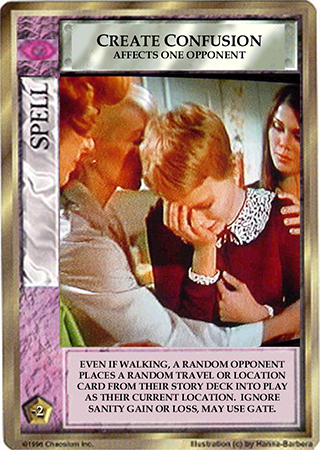 CREATE CONFUSION
AFFECTS ONE OPPONENT
SPELL
EVEN IF WALKING, A RANDOM OPPONENT
PLACES A RANDOM TRAVEL OR LOCATION
CARD FROM THEIR STORY DECK INTO PLAY
AS THEIR CURRENT LOCATION. IGNORE
SANITY GAIN OR LOSS, MAY USE GATE.
-2
©1996 Chaosium Inc.
Illustration (c) by Hanna-Barbera